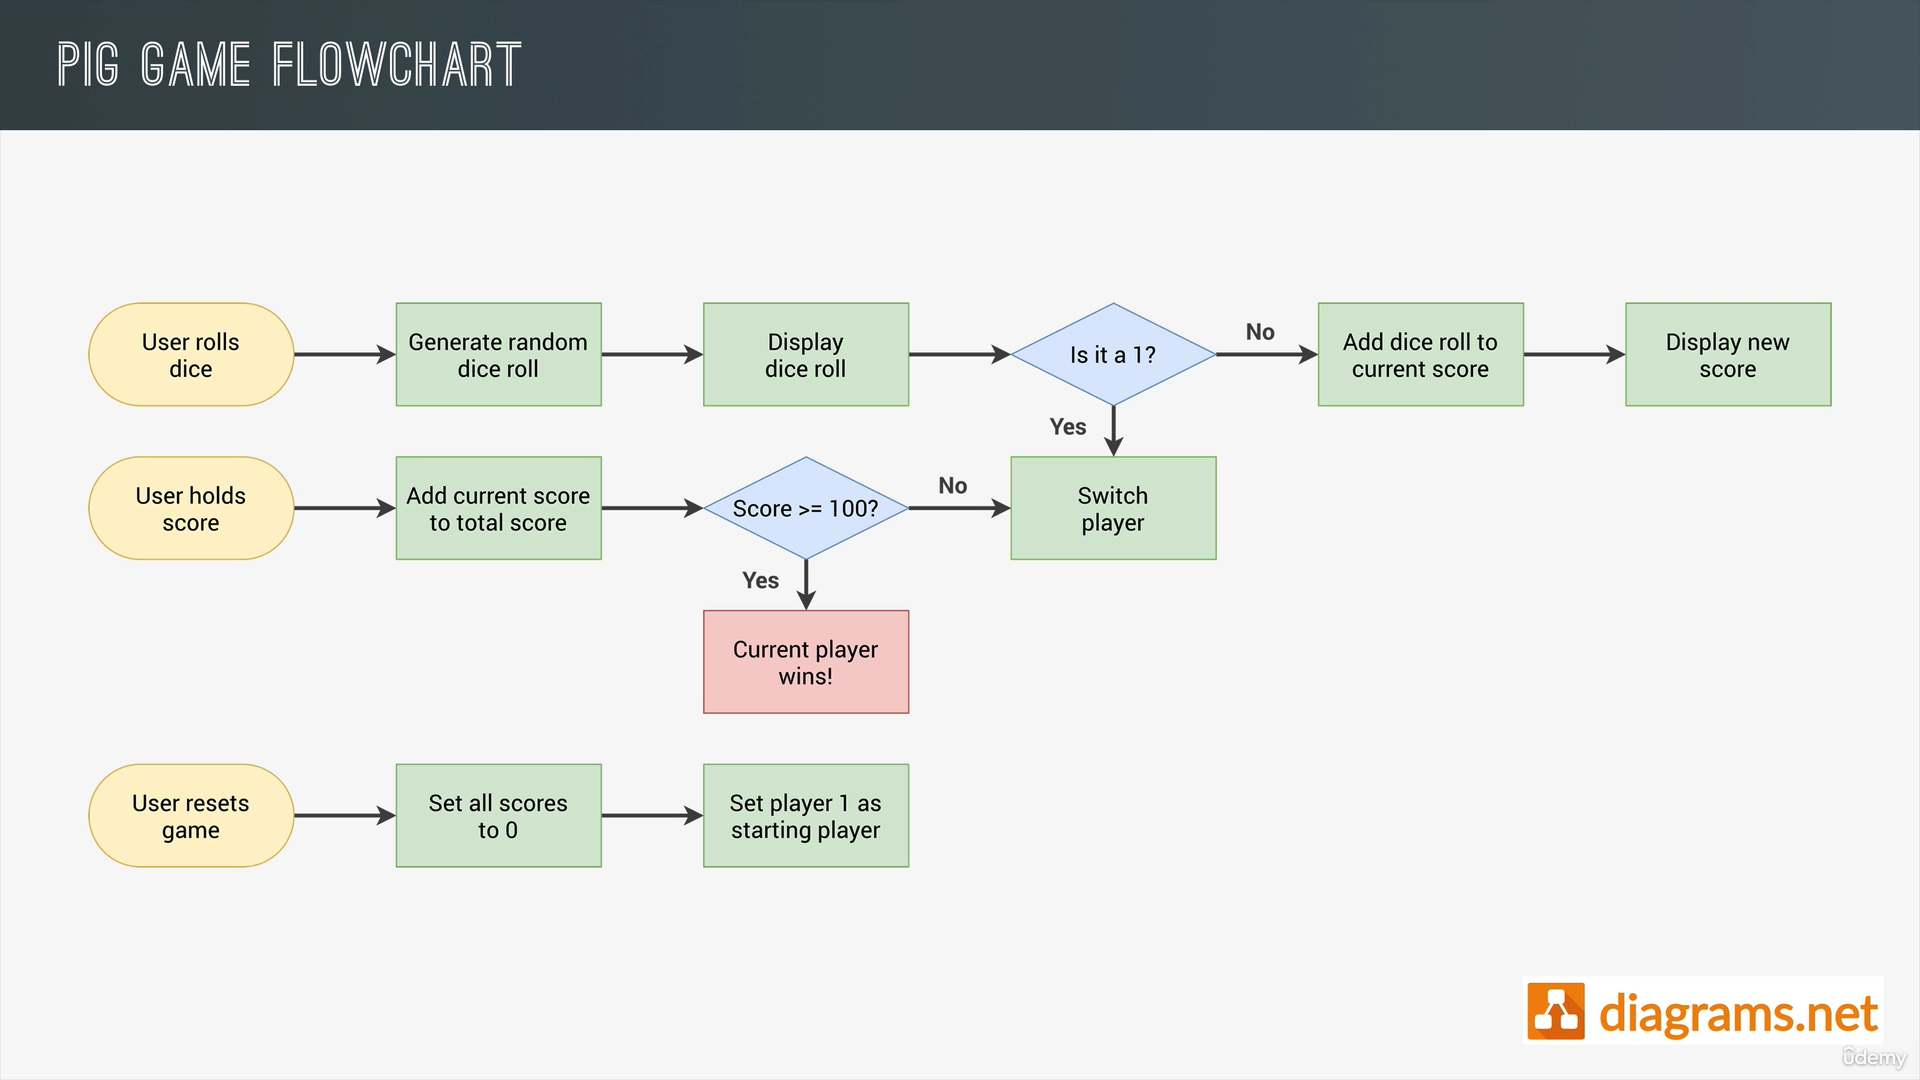 PIG GAME FLOWCHART
User rolls
dice
Generate random
dice roll
Display
dice roll
Is it a 1?
No
Add dice roll to
current score
Display new
score
Yes
User holds
score
Add current score
to total score
Score >= 100?
No
Switch
player
Yes
Current player
wins!
User resets
game
Set all scores
to 0
Set player 1 as
starting player
diagrams.net
ûdemy